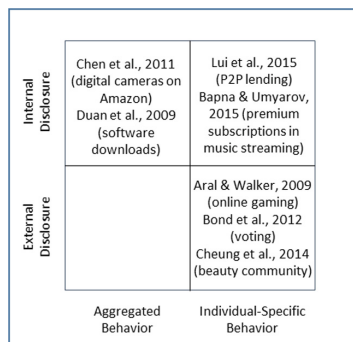 Internal
Disclosure
Chen et al., 2011
(digital cameras on
Amazon)
Duan et al., 2009
(software
downloads)
Lui et al., 2015
(P2P lending)
Bapna & Umyarov,
2015 (premium
subscriptions in
music streaming)
External
Disclosure
Aral & Walker, 2009
(online gaming)
Bond et al., 2012
(voting)
Cheung et al., 2014
(beauty community)
Aggregated
Behavior
Individual-Specific
Behavior